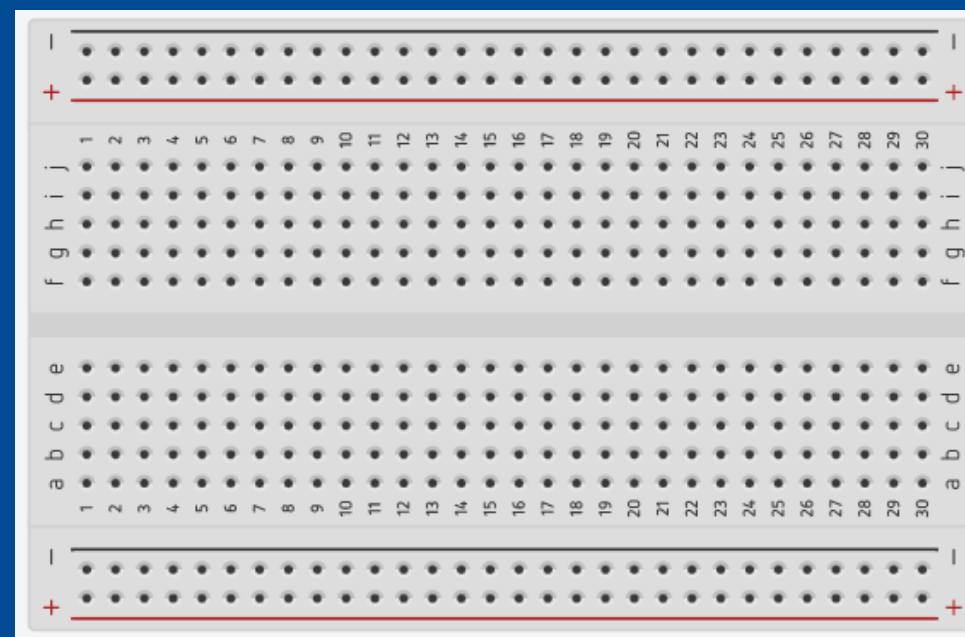 − −
+ +
1 2 3 4 5 6 7 8 9 10 11 12 13 14 15 16 17 18 19 20 21 22 23 24 25 26 27 28 29 30
j j
i i
h h
g g
f f
e e
d d
c c
b b
a a
1 2 3 4 5 6 7 8 9 10 11 12 13 14 15 16 17 18 19 20 21 22 23 24 25 26 27 28 29 30
− −
+ +